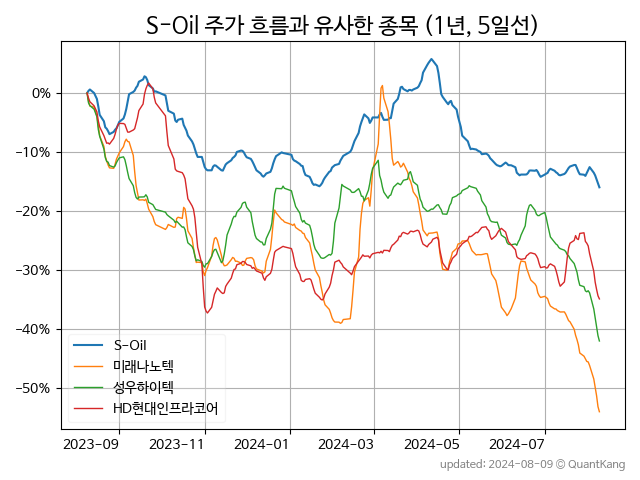 S-Oil 주가 흐름과 유사한 종목 (1년, 5일선)
0%
-10%
-20%
-30%
-40%
-50%
S-Oil
미래나노텍
성우하이텍
HD현대인프라코어
2023-09 2023-11 2024-01 2024-03 2024-05 2024-07
updated: 2024-08-09 © QuantKang